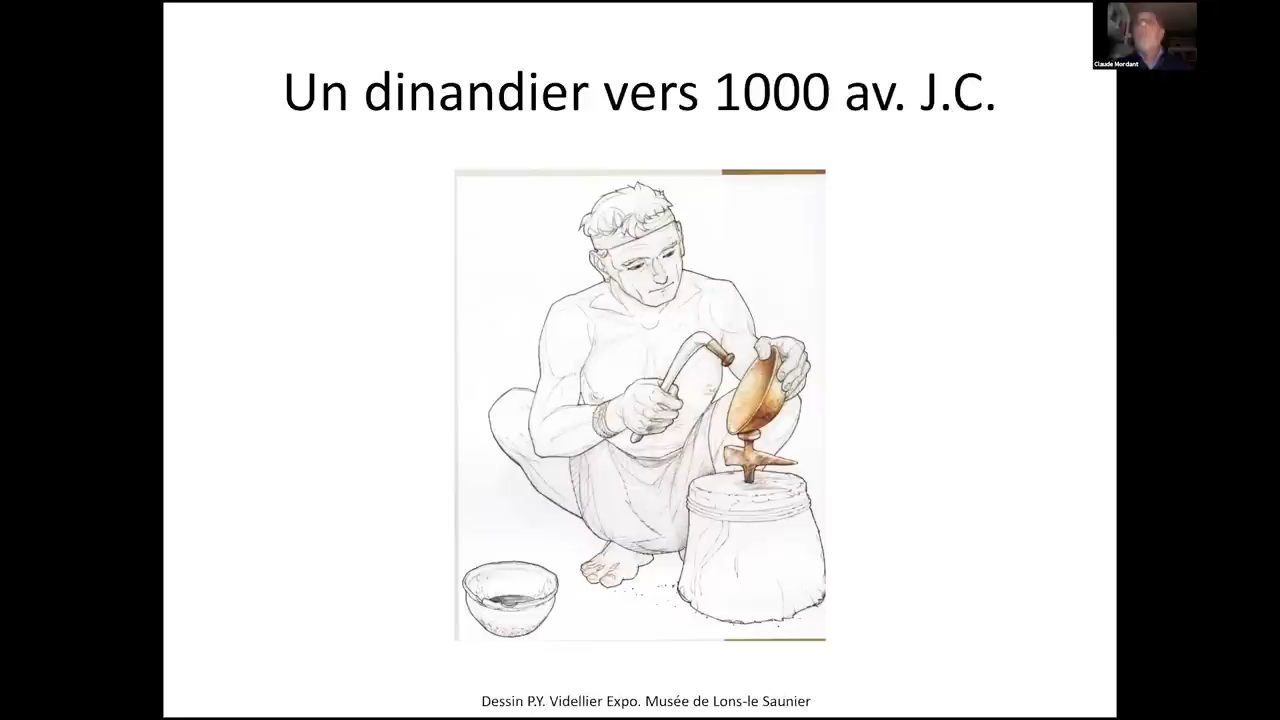 Un dinandier vers 1000 av. J.C.
Claude Mordant
Dessin P.Y. Videllier Expo. Musée de Lons-le Saunier